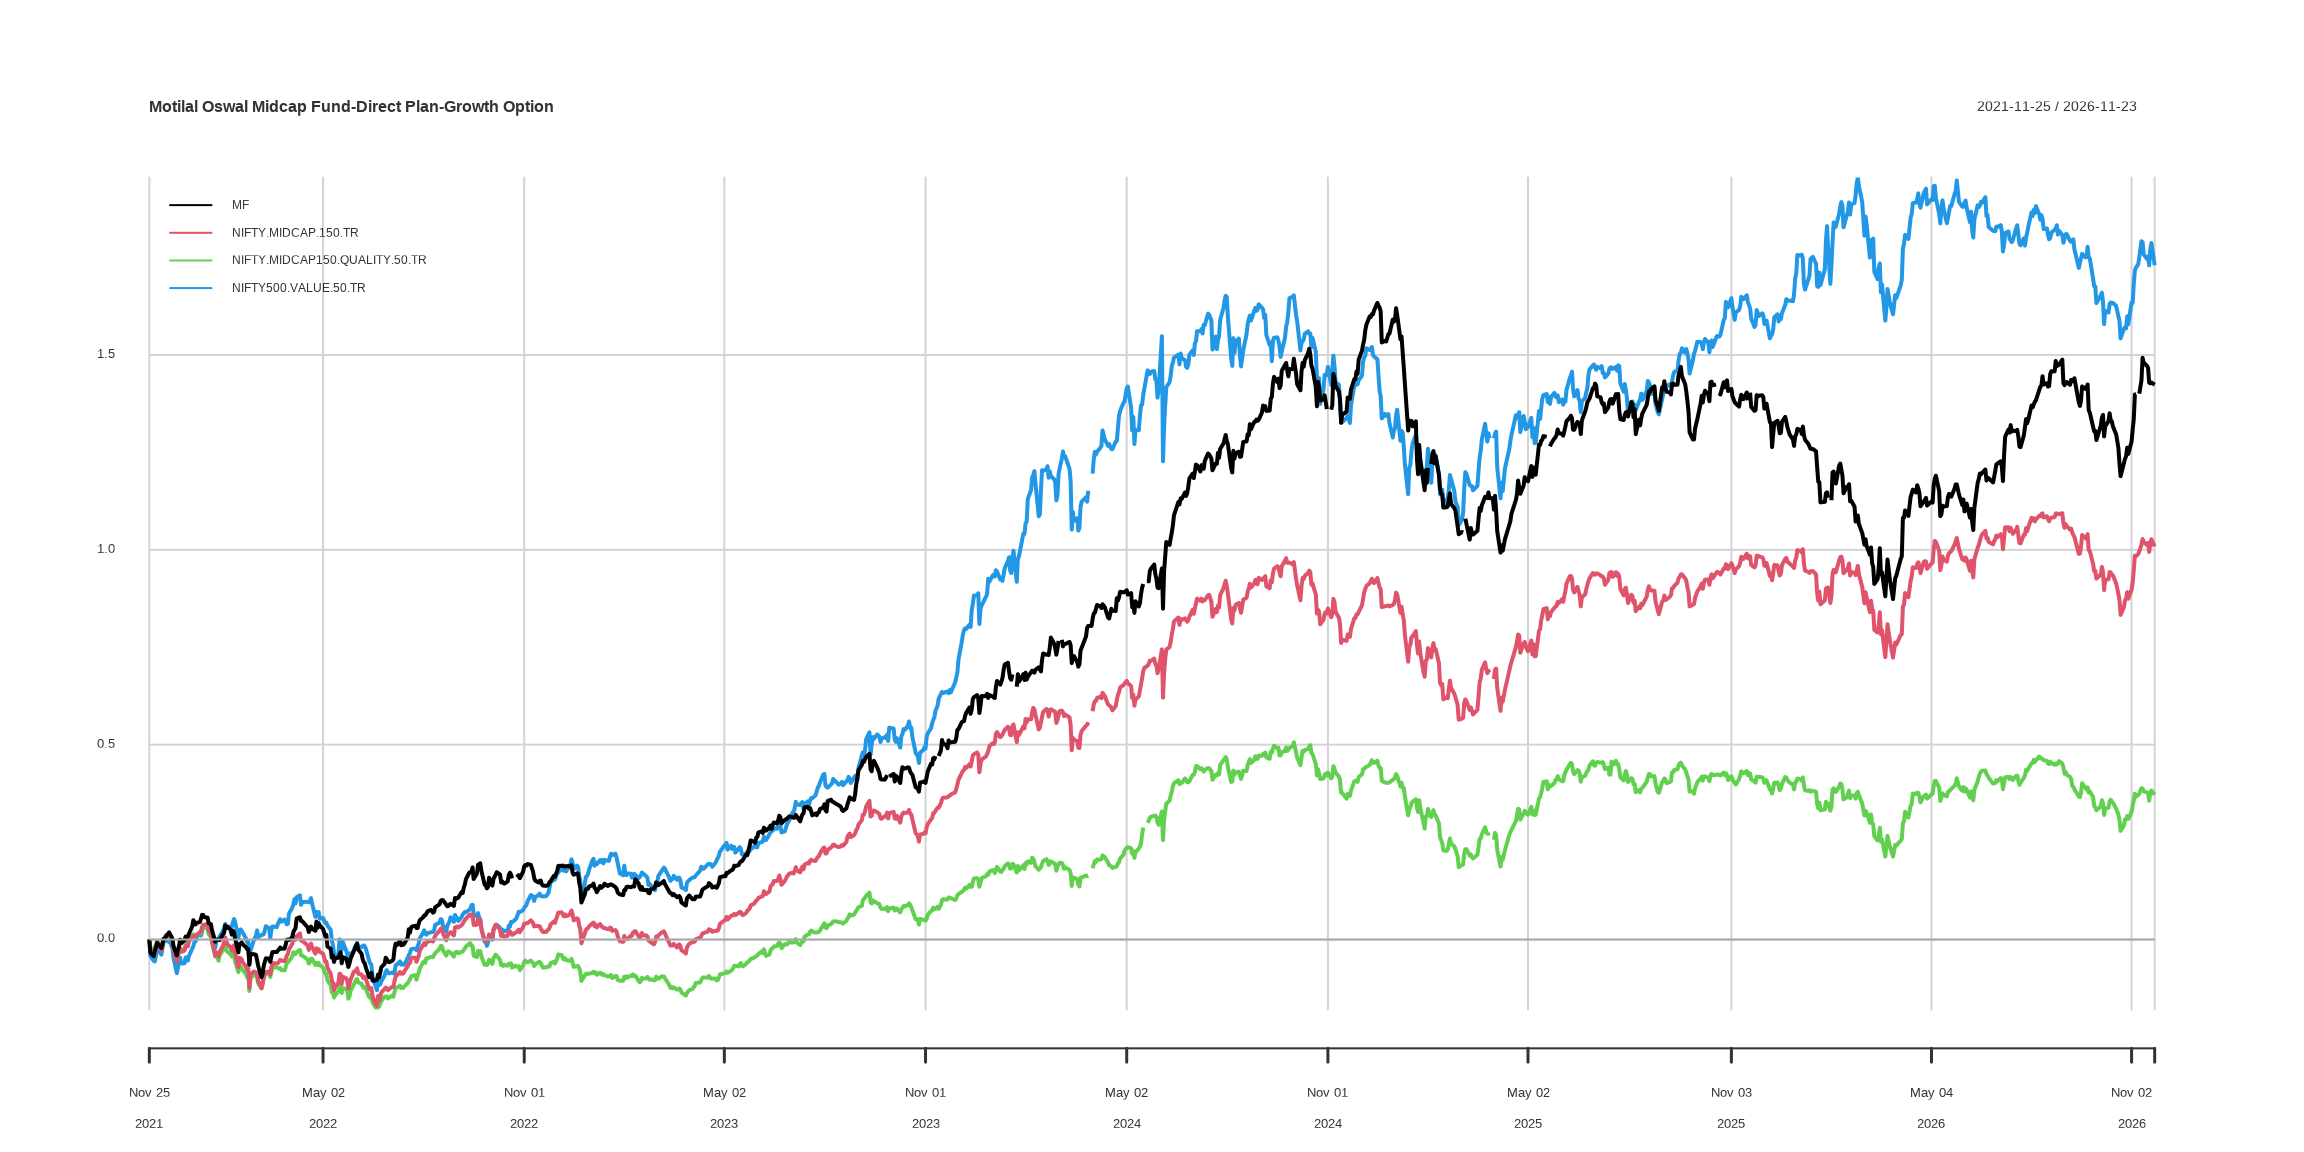 Motilal Oswal Midcap Fund-Direct Plan-Growth Option
2021-11-25 / 2026-11-23
MF
NIFTY.MIDCAP.150.TR
NIFTY.MIDCAP150.QUALITY.50.TR
NIFTY500.VALUE.50.TR
1.5
1.0
0.5
0.0
Nov 25 May 02 Nov 01 May 02 Nov 01 May 02 Nov 01 May 02 Nov 03 May 04 Nov 02
2021 2022 2022 2023 2023 2024 2024 2025 2025 2026 2026